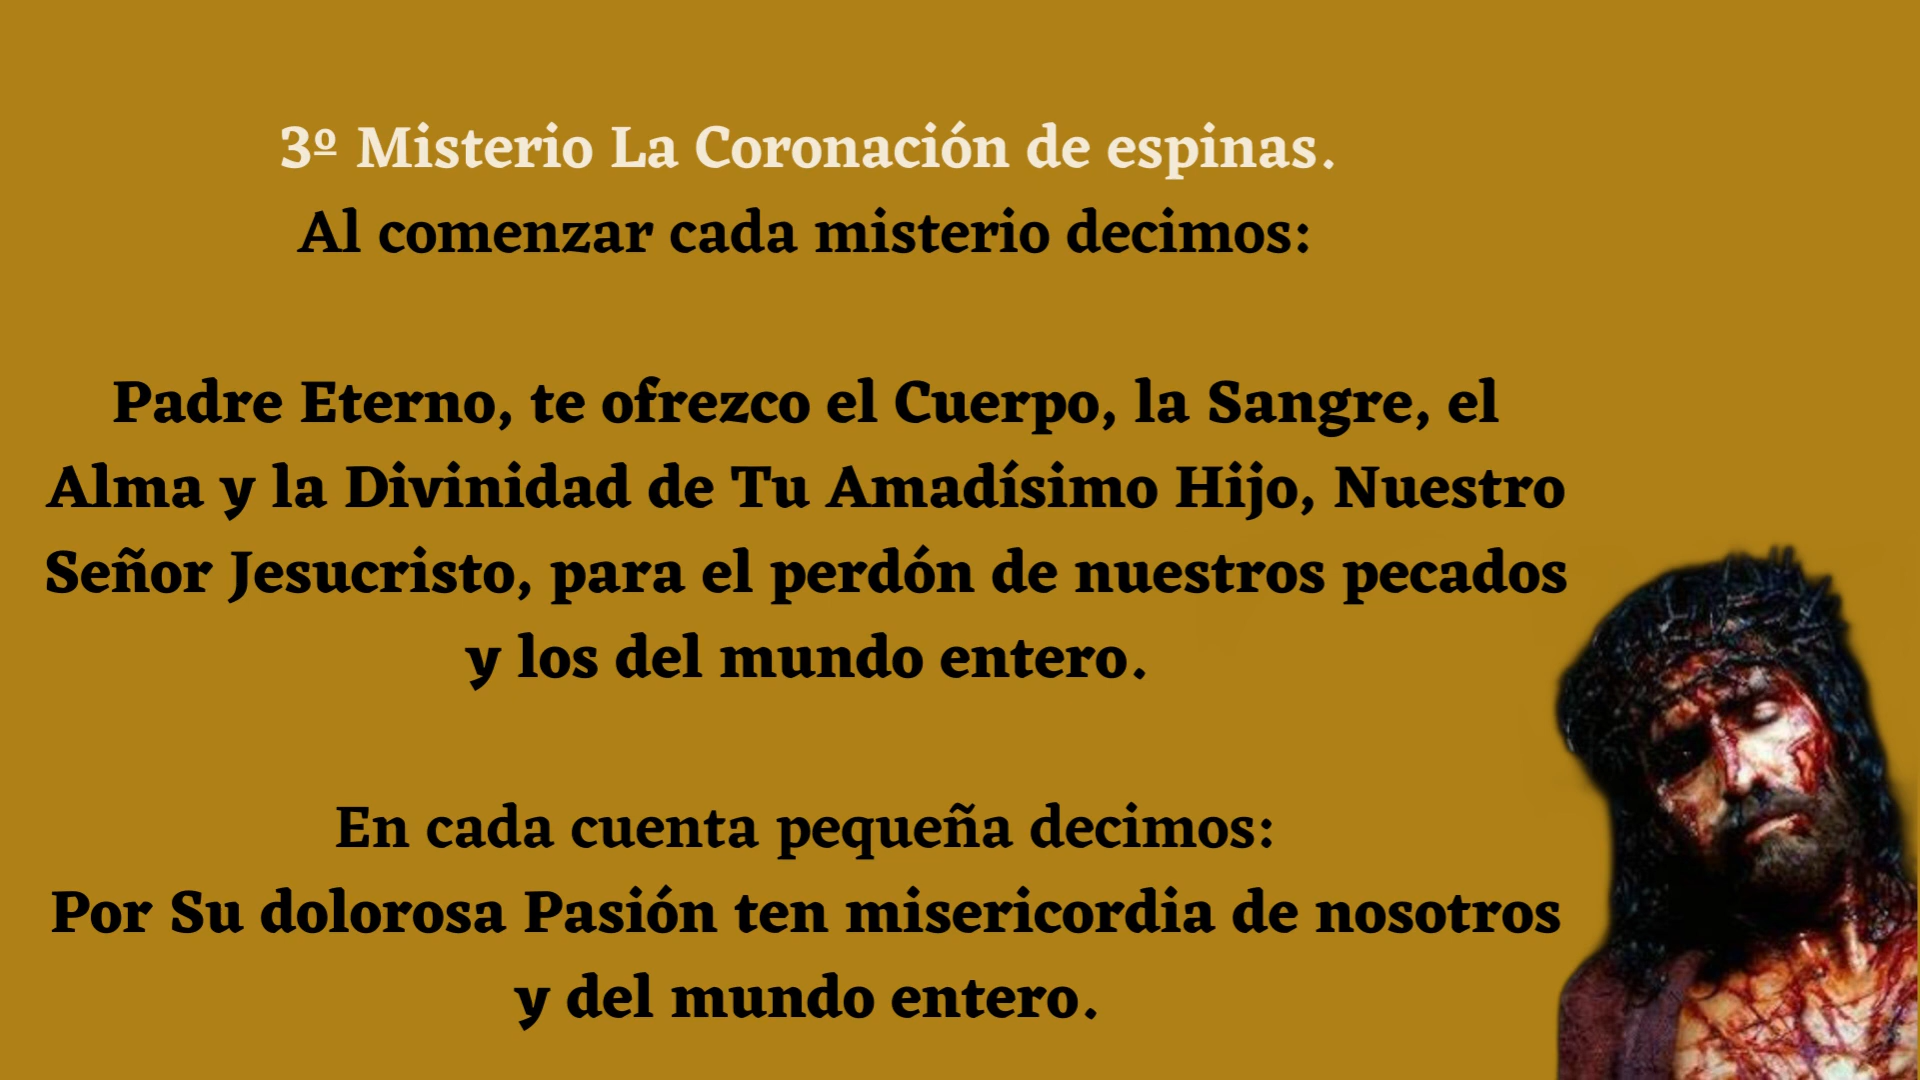 3º Misterio La Coronación de espinas.
Al comenzar cada misterio decimos:
Padre Eterno, te ofrezco el Cuerpo, la Sangre, el
Alma y la Divinidad de Tu Amadísimo Hijo, Nuestro
Señor Jesucristo, para el perdón de nuestros pecados
y los del mundo entero.
En cada cuenta pequeña decimos:
Por Su dolorosa Pasión ten misericordia de nosotros
y del mundo entero.